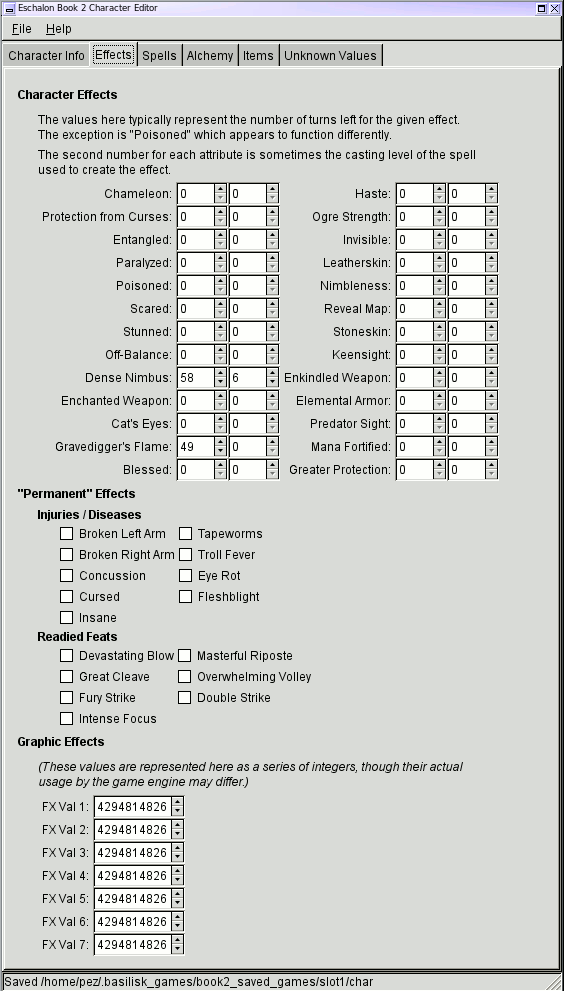 Eschalon Book 2 Character Editor
File Help
Character Info Effects Spells Alchemy Items Unknown Values
Character Effects
The values here typically represent the number of turns left for the given effect.
The exception is "Poisoned" which appears to function differently.
The second number for each attribute is sometimes the casting level of the spell
used to create the effect.
Chameleon: 0 0 Haste: 0 0
Protection from Curses: 0 0 Ogre Strength: 0 0
Entangled: 0 0 Invisible: 0 0
Paralyzed: 0 0 Leatherskin: 0 0
Poisoned: 0 0 Nimbleness: 0 0
Scared: 0 0 Reveal Map: 0 0
Stunned: 0 0 Stoneskin: 0 0
Off-Balance: 0 0 Keensight: 0 0
Dense Nimbus: 58 6 Enkindled Weapon: 0 0
Enchanted Weapon: 0 0 Elemental Armor: 0 0
Cat's Eyes: 0 0 Predator Sight: 0 0
Gravedigger's Flame: 49 0 Mana Fortified: 0 0
Blessed: 0 0 Greater Protection: 0 0
"Permanent" Effects
Injuries / Diseases
Broken Left Arm Tapeworms
Broken Right Arm Troll Fever
Concussion Eye Rot
Cursed Fleshblight
Insane
Readied Feats
Devastating Blow Masterful Riposte
Great Cleave Overwhelming Volley
Fury Strike Double Strike
Intense Focus
Graphic Effects
(These values are represented here as a series of integers, though their actual
usage by the game engine may differ.)
FX Val 1: 4294814826
FX Val 2: 4294814826
FX Val 3: 4294814826
FX Val 4: 4294814826
FX Val 5: 4294814826
FX Val 6: 4294814826
FX Val 7: 4294814826
Saved /home/pez/.basilisk_games/book2_saved_games/slot1/char